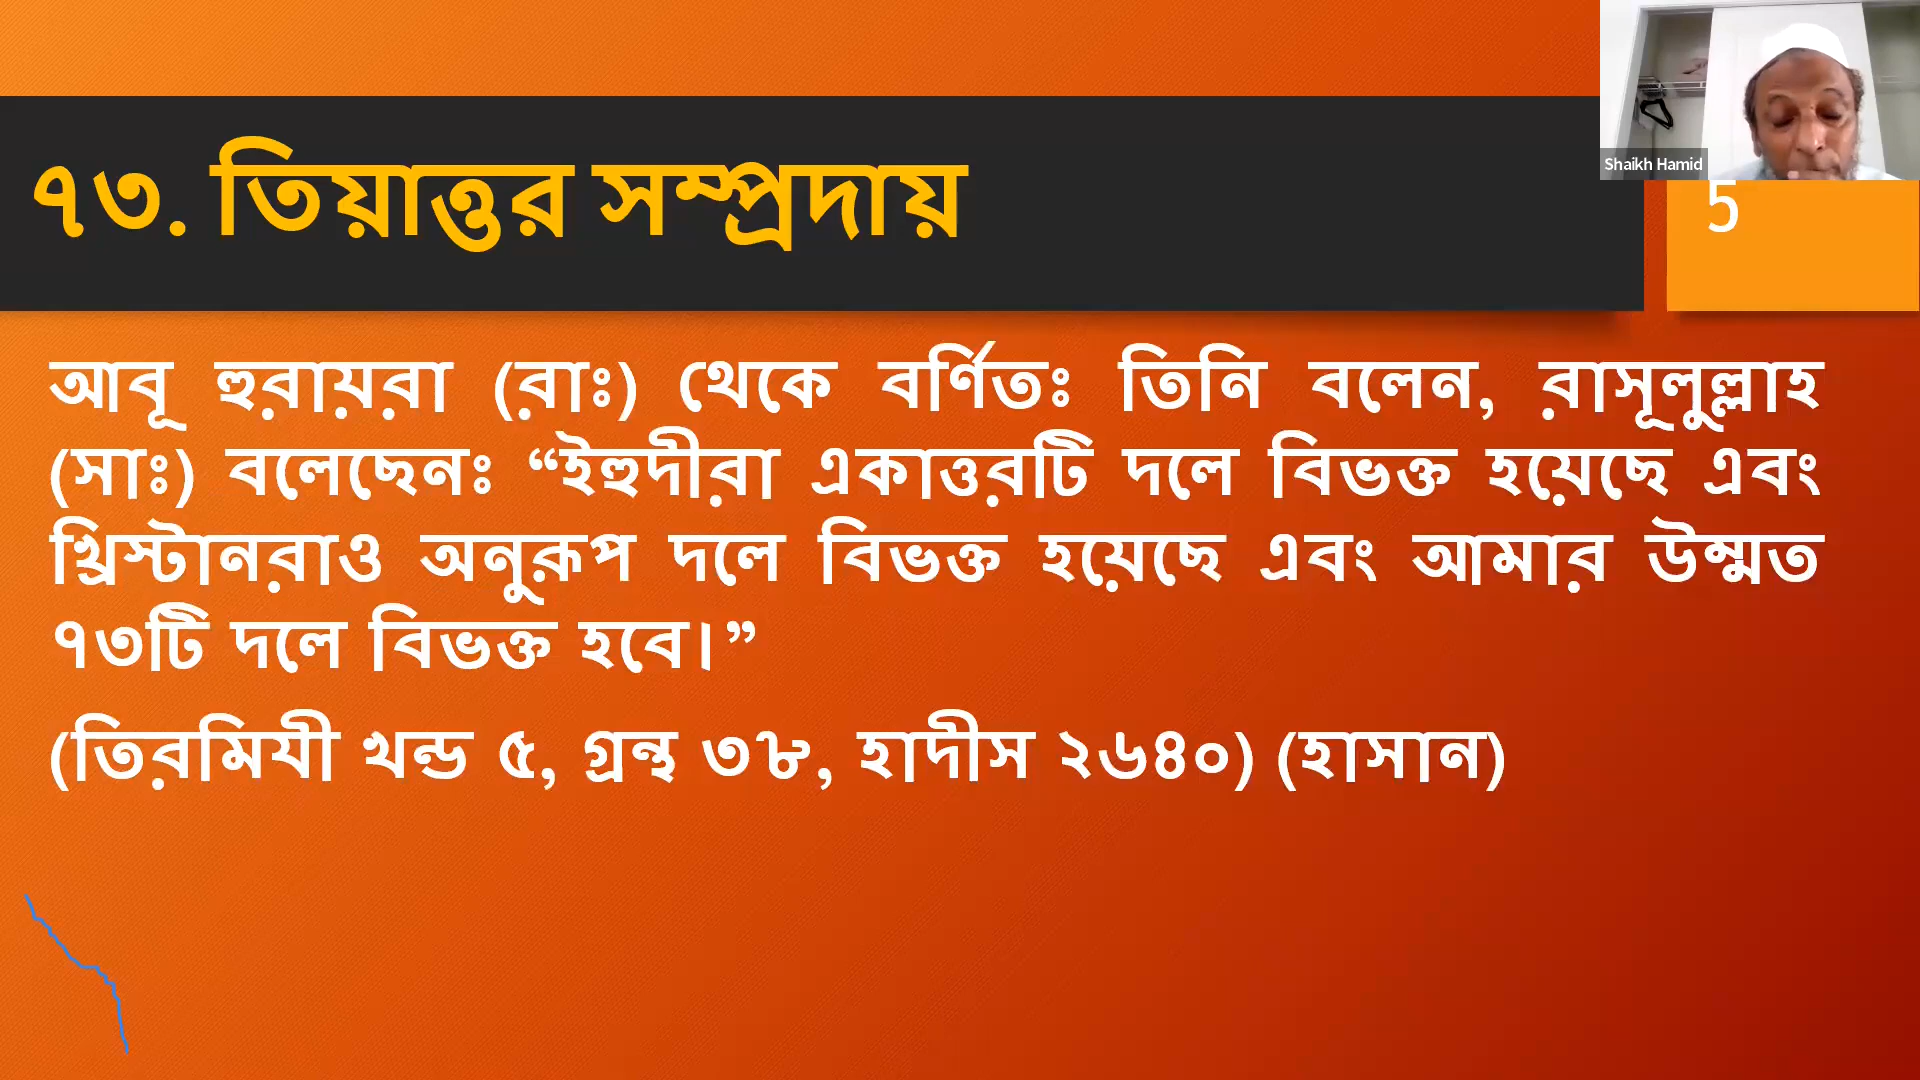 Shaikh Hamid
৭৩. তিয়াত্তর সম্প্রদায়
5
আবূ হুরায়রা (রাঃ) থেকে বর্ণিতঃ তিনি বলেন, রাসূলুল্লাহ
(সাঃ) বলেছেনঃ “ইহুদীরা একাত্তরটি দলে বিভক্ত হয়েছে এবং
খ্রিস্টানরাও অনুরূপ দলে বিভক্ত হয়েছে এবং আমার উম্মত
৭৩টি দলে বিভক্ত হবে।”
(তিরমিযী খন্ড ৫, গ্রন্থ ৩৮, হাদীস ২৬৪০) (হাসান)